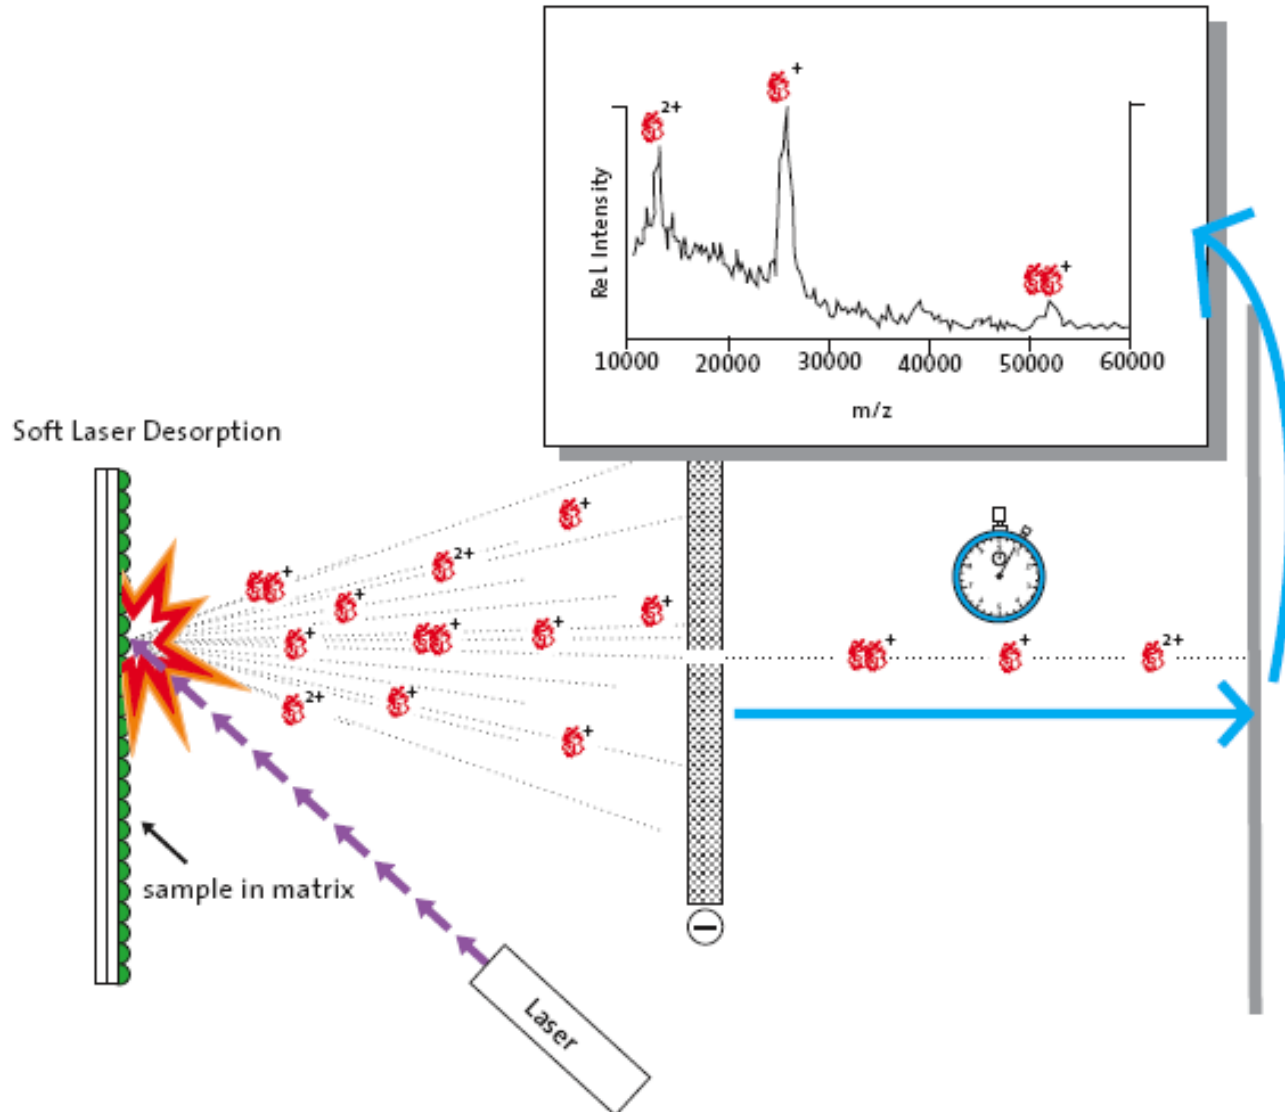 2+
+
+
Rel. Intensity
10000 20000 30000 40000 50000 60000
m/z
Soft Laser Desorption
+
2+
+
+
+
+
+
+
2+
+
+
+
+
2+
sample in matrix
Laser